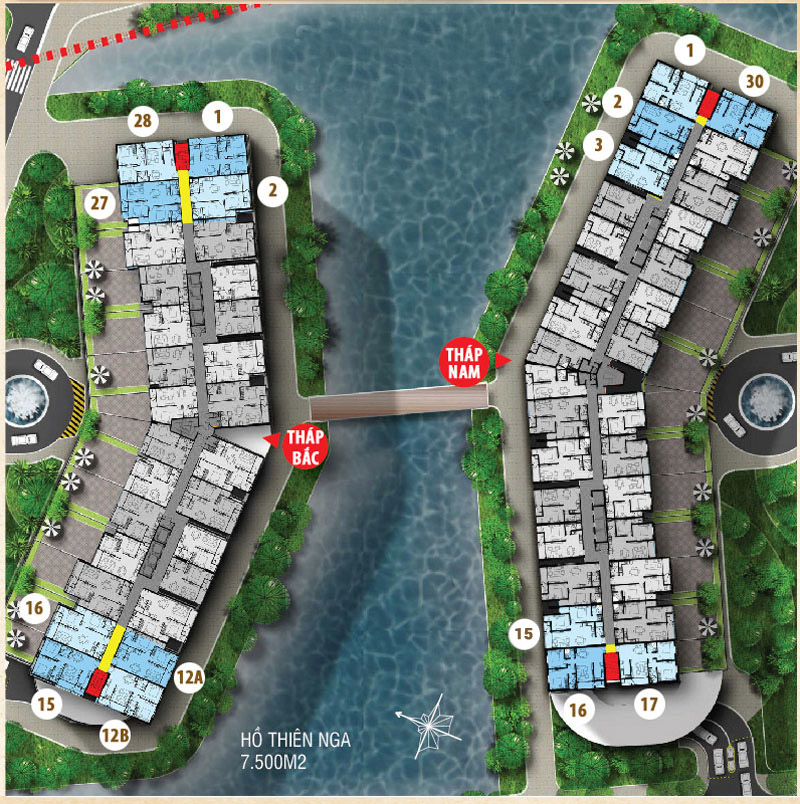 1
28
1
30
2
3
27
2
THÁP
NAM
THÁP
BẮC
16
15
12A
15
12B
16
17
HỒ THIÊN NGA
7.500M2